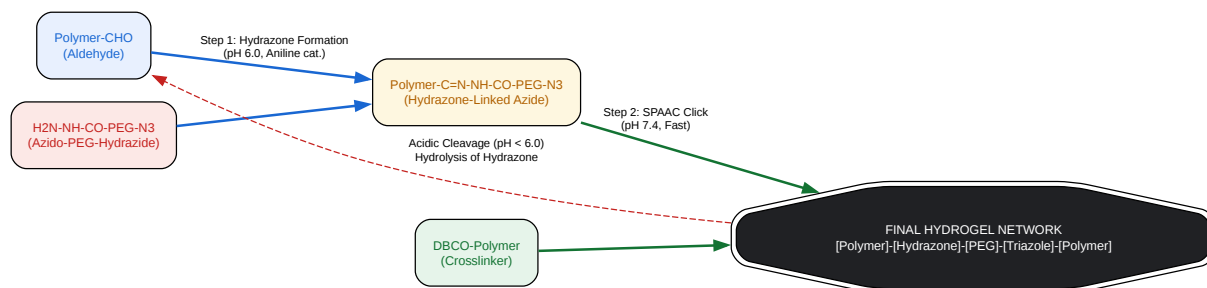 Polymer-CHO
(Aldehyde)
Step 1: Hydrazone Formation
(pH 6.0, Aniline cat.)
H2N-NH-CO-PEG-N3
(Azido-PEG-Hydrazide)
Polymer-C=N-NH-CO-PEG-N3
(Hydrazone-Linked Azide)
Step 2: SPAAC Click
(pH 7.4, Fast)
Acidic Cleavage (pH < 6.0)
Hydrolysis of Hydrazone
DBCO-Polymer
(Crosslinker)
FINAL HYDROGEL NETWORK
[Polymer]-[Hydrazone]-[PEG]-[Triazole]-[Polymer]